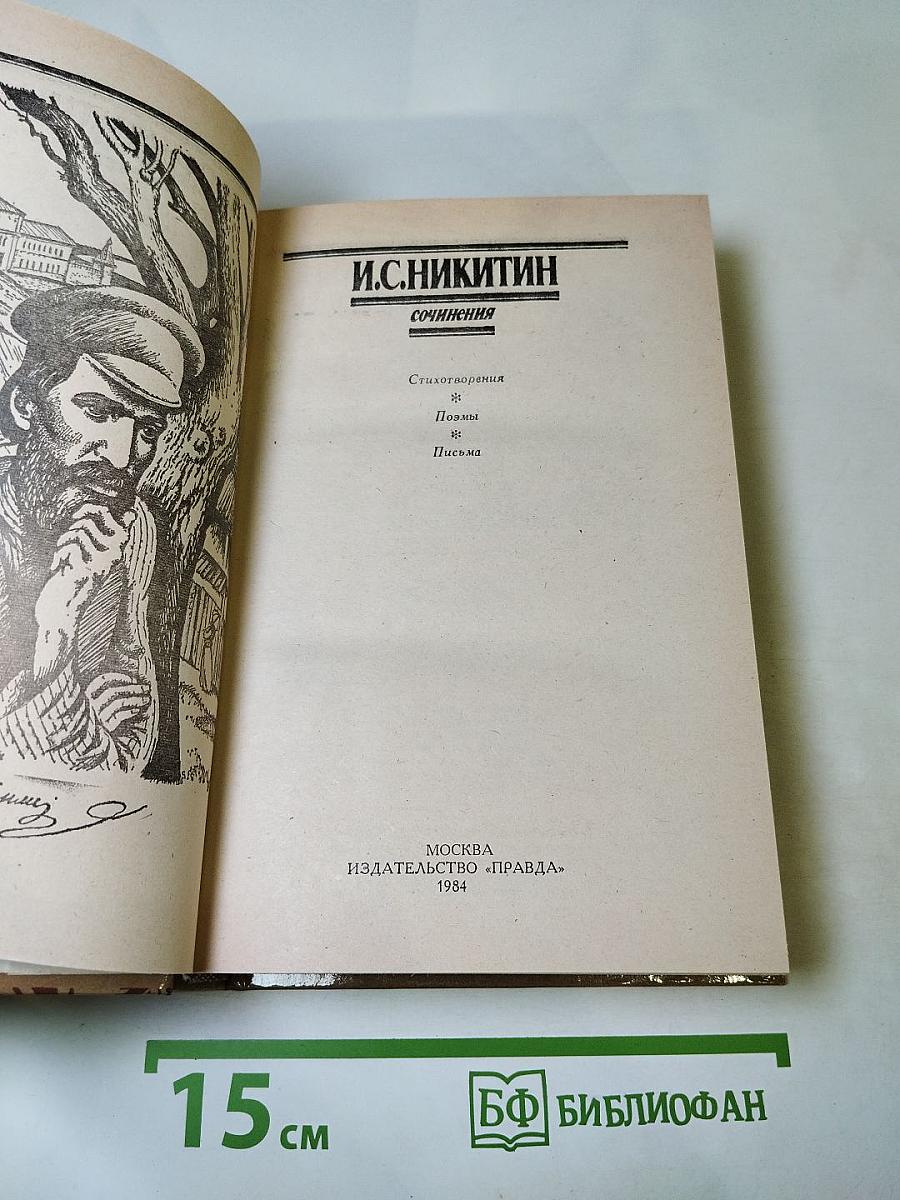 И.С.НИКИТИН
СОЧИНЕНИЯ
Стихотворения
*
Поэмы
*
Письма
МОСКВА
ИЗДАТЕЛЬСТВО «ПРАВДА»
1984
15 см
БФ БИБЛИОФАН